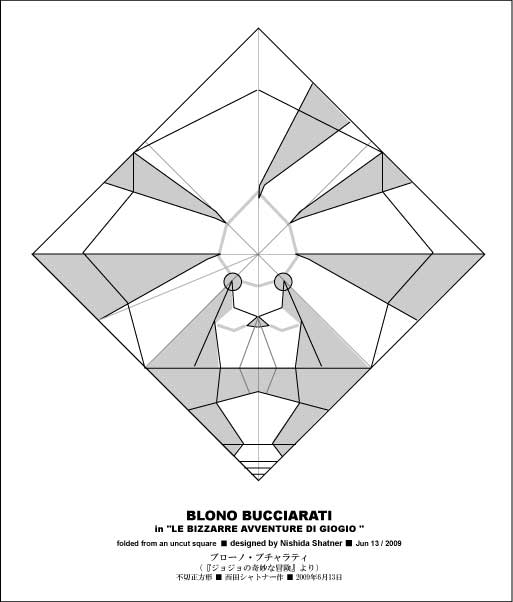 BLONO BUCCIARATI
in "LE BIZZARRE AVVENTURE DI GIOGIO "
folded from an uncut square ■ designed by Nishida Shatner ■ Jun 13 / 2009
ブローノ・ブチャラティ
（『ジョジョの奇妙な冒険』より）
不切正方形 ■ 西田シャトナー作 ■ 2009年6月13日